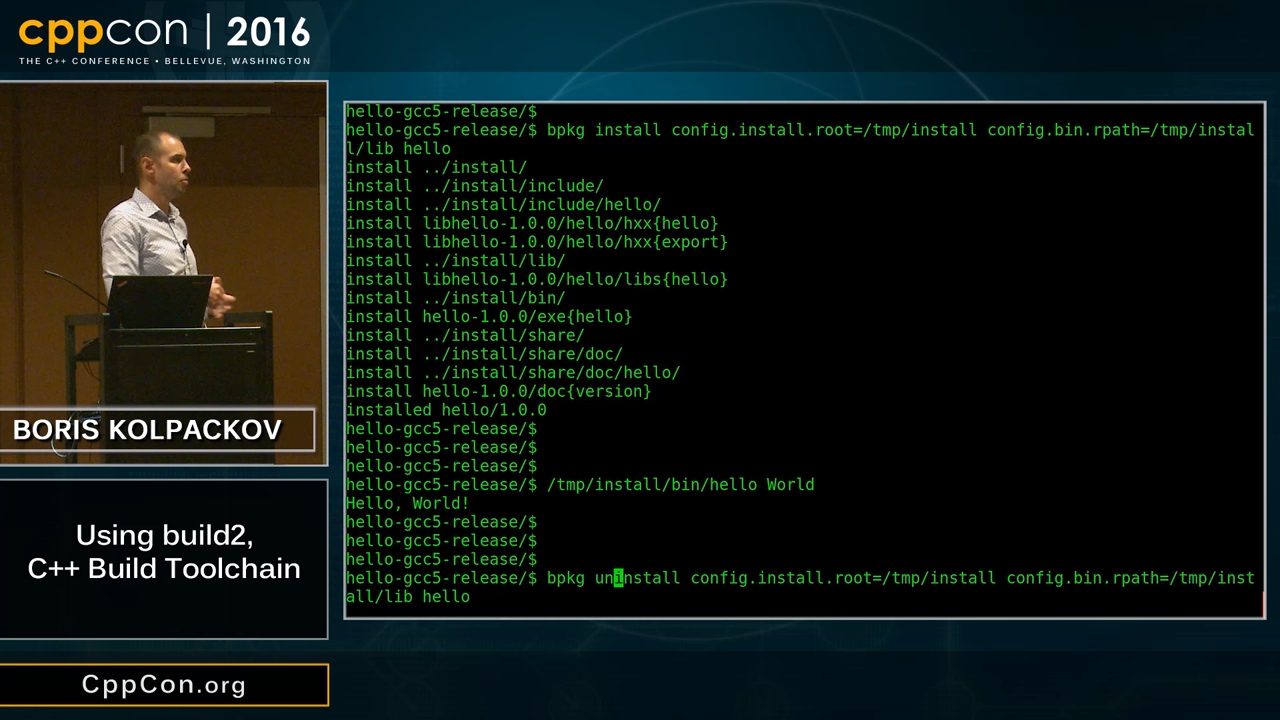 cppcon | 2016
THE C++ CONFERENCE • BELLEVUE, WASHINGTON
BORIS KOLPACKOV
Using build2,
C++ Build Toolchain
CppCon.org
hello-gcc5-release/$
hello-gcc5-release/$ bpkg install config.install.root=/tmp/install config.bin.rpath=/tmp/instal
l/lib hello
install ../install/
install ../install/include/
install ../install/include/hello/
install libhello-1.0.0/hello/hxx{hello}
install libhello-1.0.0/hello/hxx{export}
install ../install/lib/
install libhello-1.0.0/hello/libs{hello}
install ../install/bin/
install hello-1.0.0/exe{hello}
install ../install/share/
install ../install/share/doc/
install ../install/share/doc/hello/
install hello-1.0.0/doc{version}
installed hello/1.0.0
hello-gcc5-release/$
hello-gcc5-release/$
hello-gcc5-release/$
hello-gcc5-release/$ /tmp/install/bin/hello World
Hello, World!
hello-gcc5-release/$
hello-gcc5-release/$
hello-gcc5-release/$
hello-gcc5-release/$ bpkg uninstall config.install.root=/tmp/install config.bin.rpath=/tmp/inst
all/lib hello